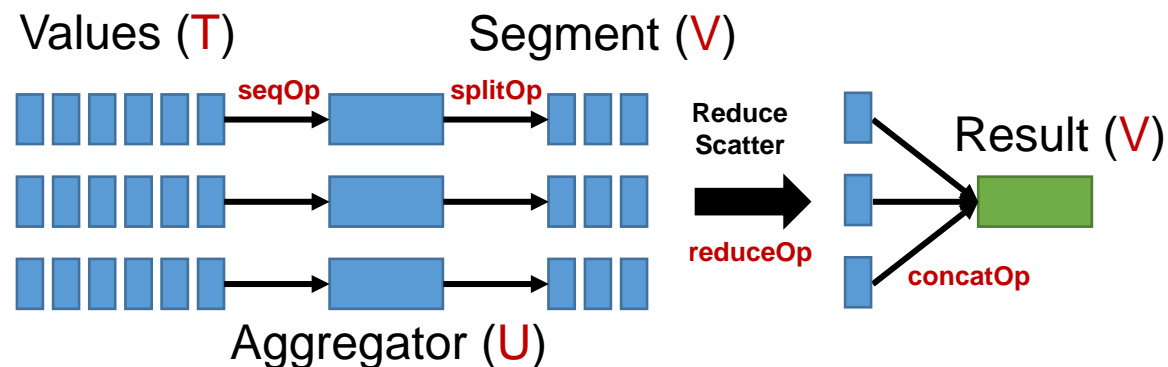 Values (T)
Segment (V)
seqOp
splitOp
Reduce
Scatter
Result (V)
reduceOp
concatOp
Aggregator (U)